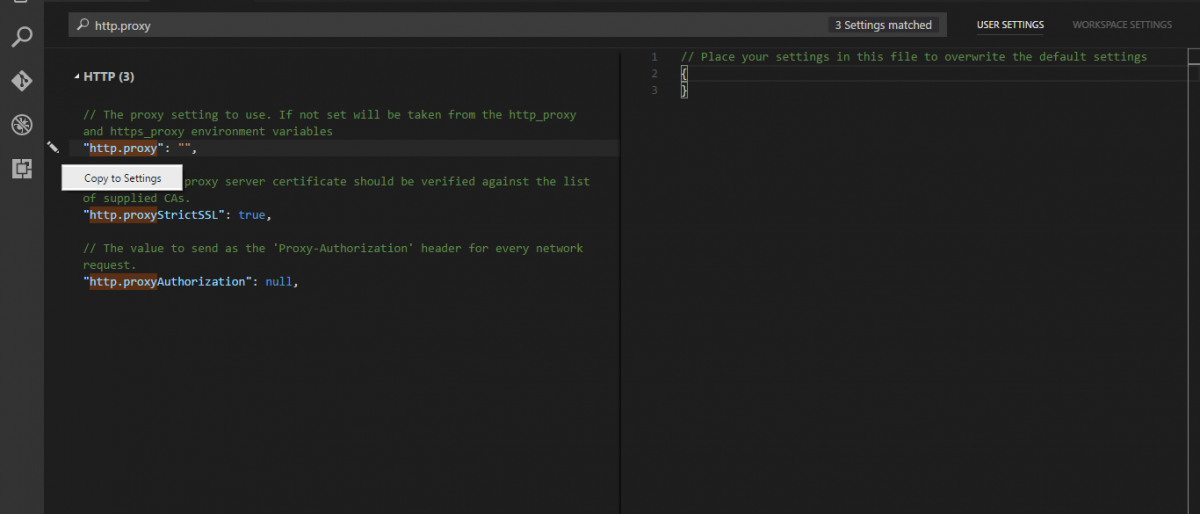 http.proxy
3 Settings matched
USER SETTINGS
WORKSPACE SETTINGS
HTTP (3)
// The proxy setting to use. If not set will be taken from the http_proxy
and https_proxy environment variables
"http.proxy": "",
Copy to Settings
proxy server certificate should be verified against the list
of supplied CAs.
"http.proxyStrictSSL": true,
// The value to send as the 'Proxy-Authorization' header for every network
request.
"http.proxyAuthorization": null,
1 // Place your settings in this file to overwrite the default settings
2 {
3 }